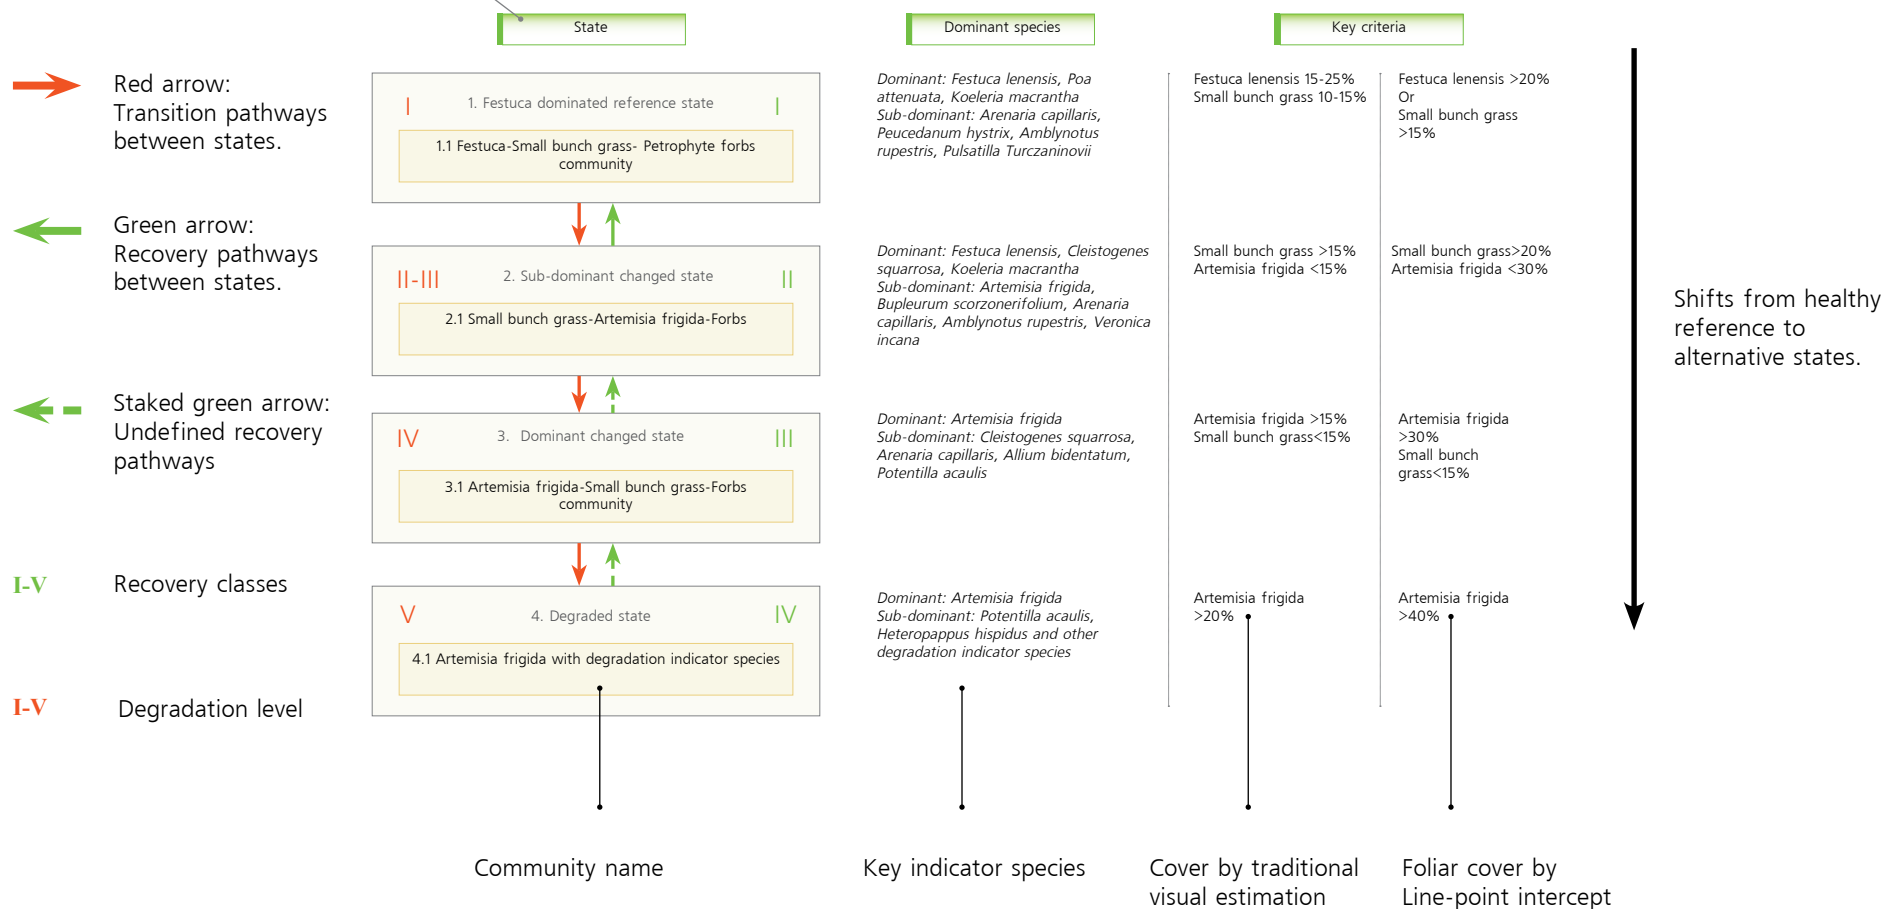 State
Dominant species
Key criteria
Red arrow:
Transition pathways
between states.
Green arrow:
Recovery pathways
between states.
Staked green arrow:
Undefined recovery
pathways
I-V
Recovery classes
I-V
Degradation level
I
1. Festuca dominated reference state
I
1.1 Festuca-Small bunch grass- Petrophyte forbs
community
Dominant: Festuca lenensis, Poa
attenuata, Koeleria macrantha
Sub-dominant: Arenaria capillaris,
Peucedanum hystrix, Amblynotus
rupestris, Pulsatilla Turczaninovii
Festuca lenensis 15-25%
Small bunch grass 10-15%
Festuca lenensis >20%
Or
Small bunch grass
>15%
II-III
2. Sub-dominant changed state
II
2.1 Small bunch grass-Artemisia frigida-Forbs
Dominant: Festuca lenensis, Cleistogenes
squarrosa, Koeleria macrantha
Sub-dominant: Artemisia frigida,
Bupleurum scorzonerifolium, Arenaria
capillaris, Amblynotus rupestris, Veronica
incana
Small bunch grass >15%
Artemisia frigida <15%
Small bunch grass>20%
Artemisia frigida <30%
IV
3. Dominant changed state
III
3.1 Artemisia frigida-Small bunch grass-Forbs
community
Dominant: Artemisia frigida
Sub-dominant: Cleistogenes squarrosa,
Arenaria capillaris, Allium bidentatum,
Potentilla acaulis
Artemisia frigida >15%
Small bunch grass<15%
Artemisia frigida
>30%
Small bunch
grass<15%
V
4. Degraded state
IV
4.1 Artemisia frigida with degradation indicator species
Dominant: Artemisia frigida
Sub-dominant: Potentilla acaulis,
Heteropappus hispidus and other
degradation indicator species
Artemisia frigida
>20%
Artemisia frigida
>40%
Shifts from healthy
reference to
alternative states.
Community name
Key indicator species
Cover by traditional
visual estimation
Foliar cover by
Line-point intercept